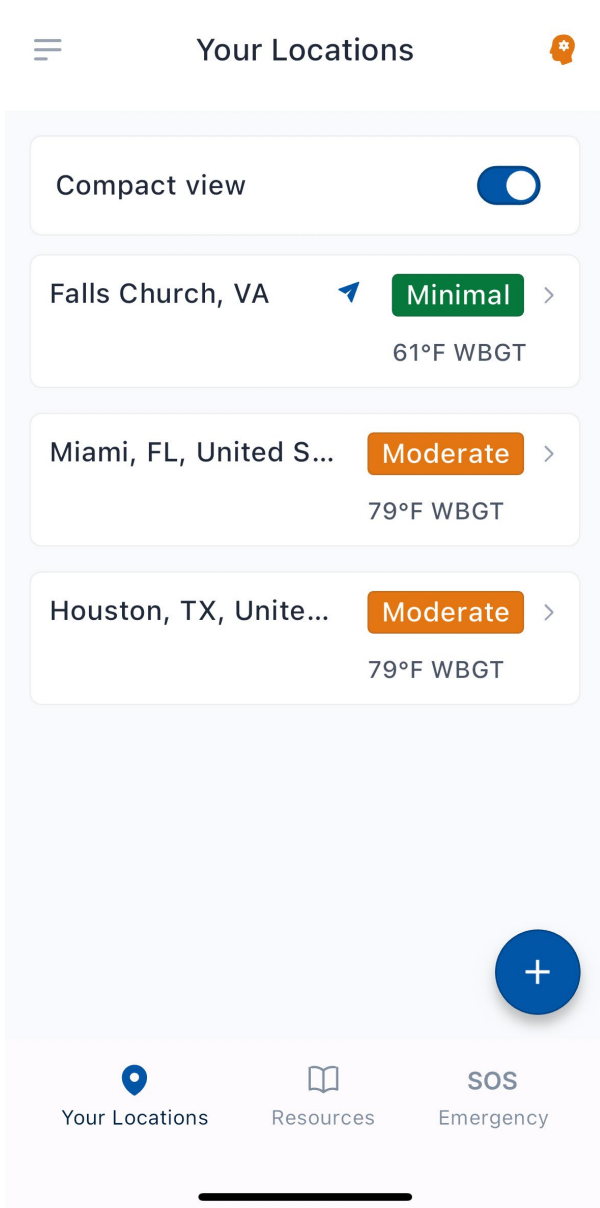 Your Locations
Compact view
Falls Church, VA
Minimal
61°F WBGT
Miami, FL, United S...
Moderate
79°F WBGT
Houston, TX, Unite...
Moderate
79°F WBGT
+
SOS
Your Locations
Resources
Emergency